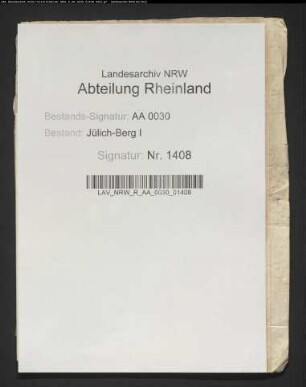 Landesarchiv NRW
Abteilung Rheinland
Bestands-Signatur: AA 0030
Bestand: Jülich-Berg I
Signatur: Nr. 1408
LAV_NRW_R_AA_0030_01408